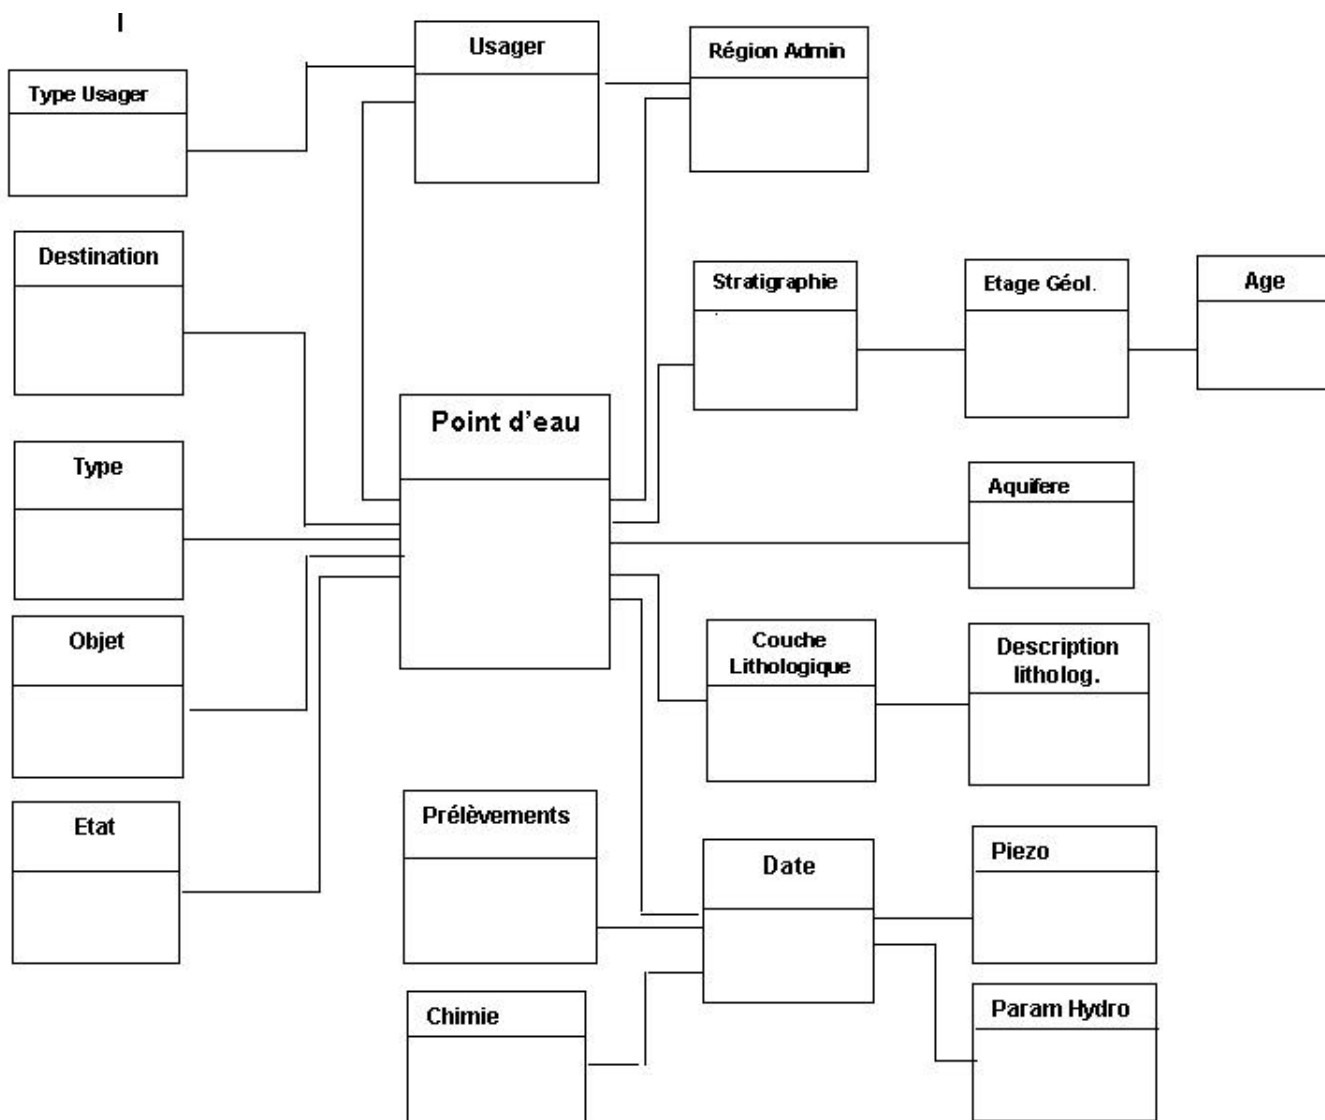 I
Usager
Région Admin
Type Usager
Destination
Stratigraphie
Etage Géol.
Age
Point d'eau
Type
Aquifere
Objet
Couche
Lithologique
Description
litholog.
Etat
Prélèvements
Date
Piezo
Chimie
Param Hydro